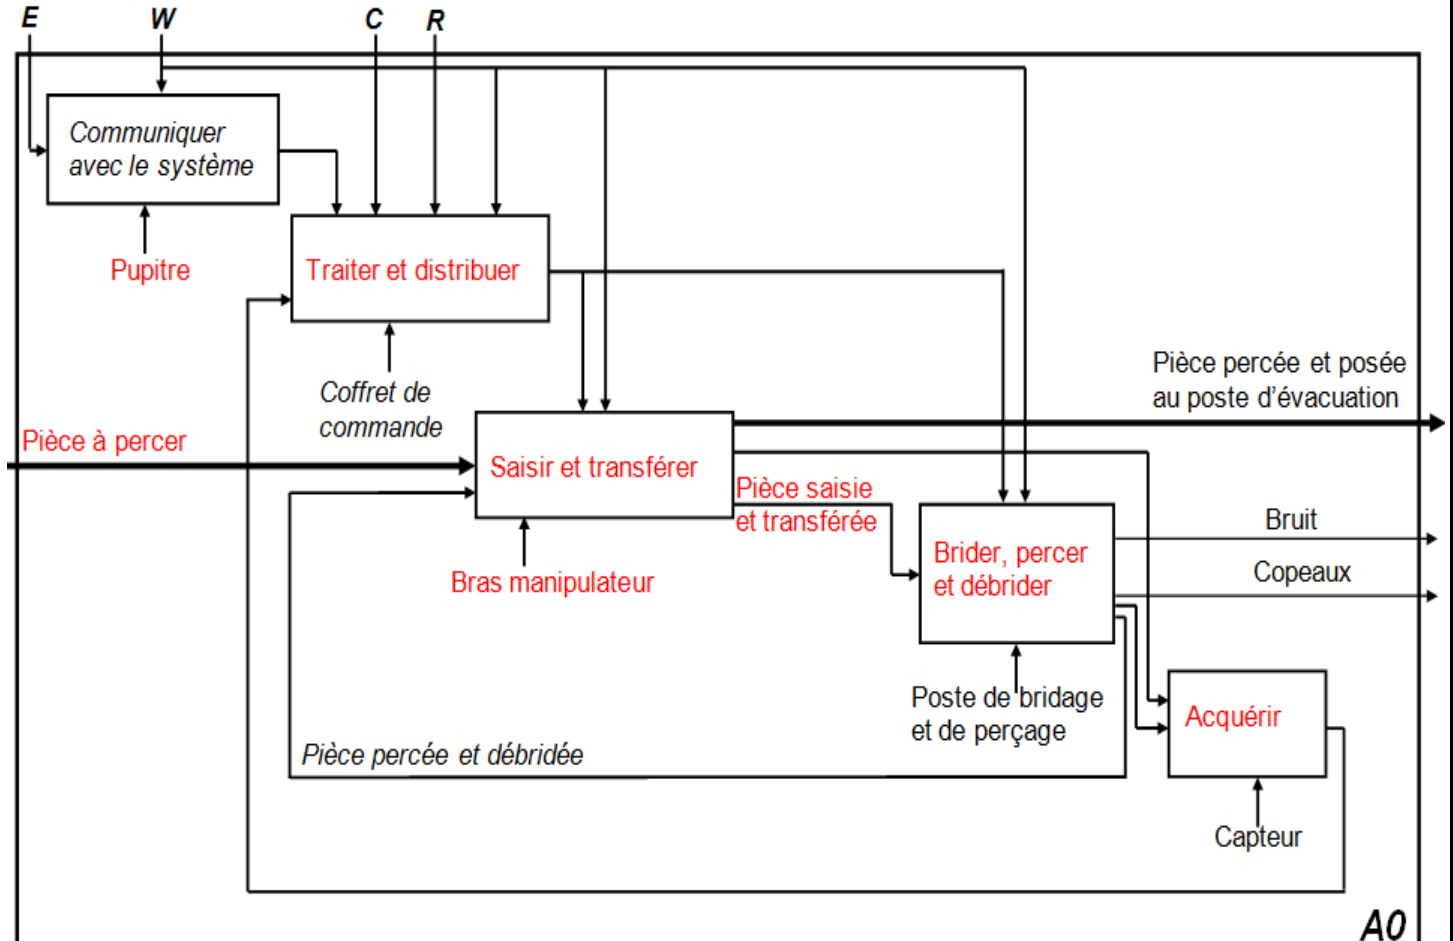 E
W
C
R
Communiquer
avec le système
Pupitre
Traiter et distribuer
Coffret de
commande
Pièce percée et posée
au poste d'évacuation
Pièce à percer
Saisir et transférer
Pièce saisie
et transférée
Bras manipulateur
Brider, percer
et débrider
Bruit
Copeaux
Poste de bridage
et de perçage
Acquérir
Pièce percée et débridée
Capteur
A0